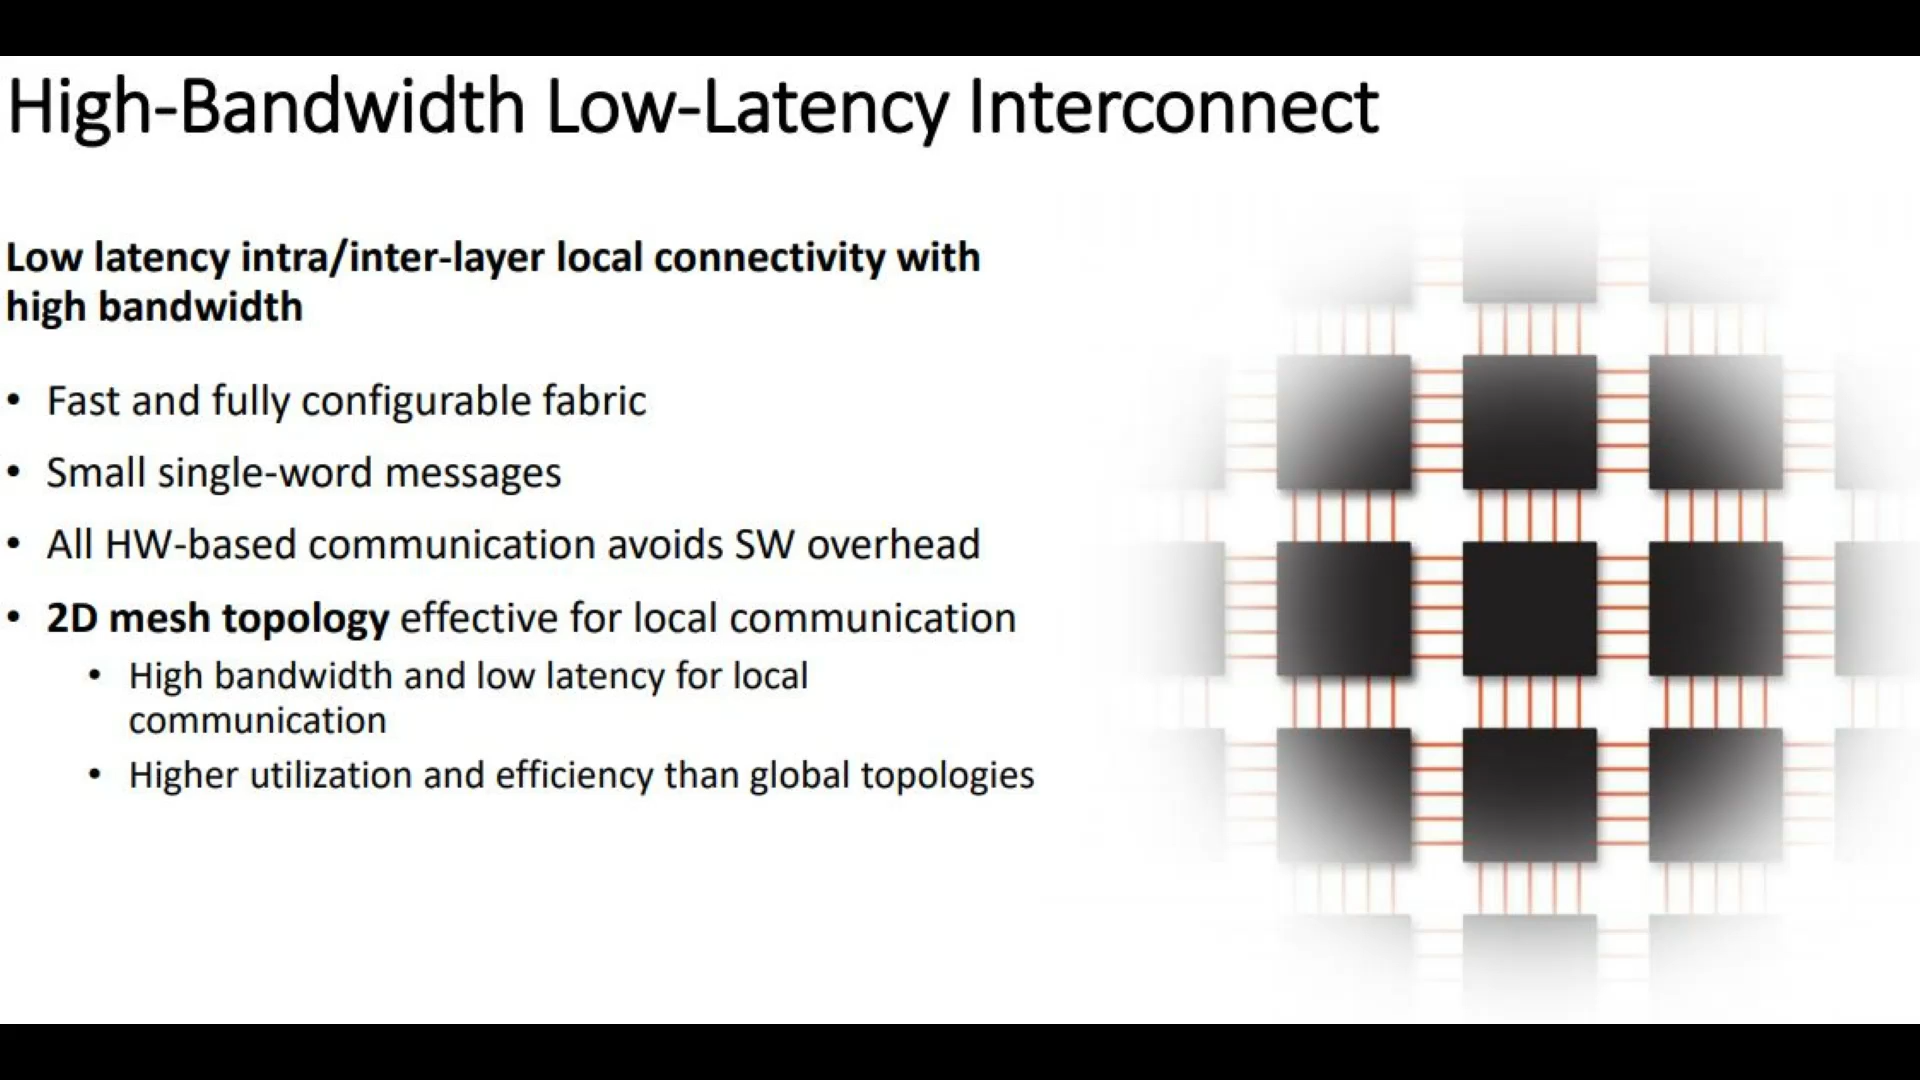 High-Bandwidth Low-Latency Interconnect
Low latency intra/inter-layer local connectivity with
high bandwidth
• Fast and fully configurable fabric
• Small single-word messages
• All HW-based communication avoids SW overhead
• 2D mesh topology effective for local communication
• High bandwidth and low latency for local
communication
• Higher utilization and efficiency than global topologies